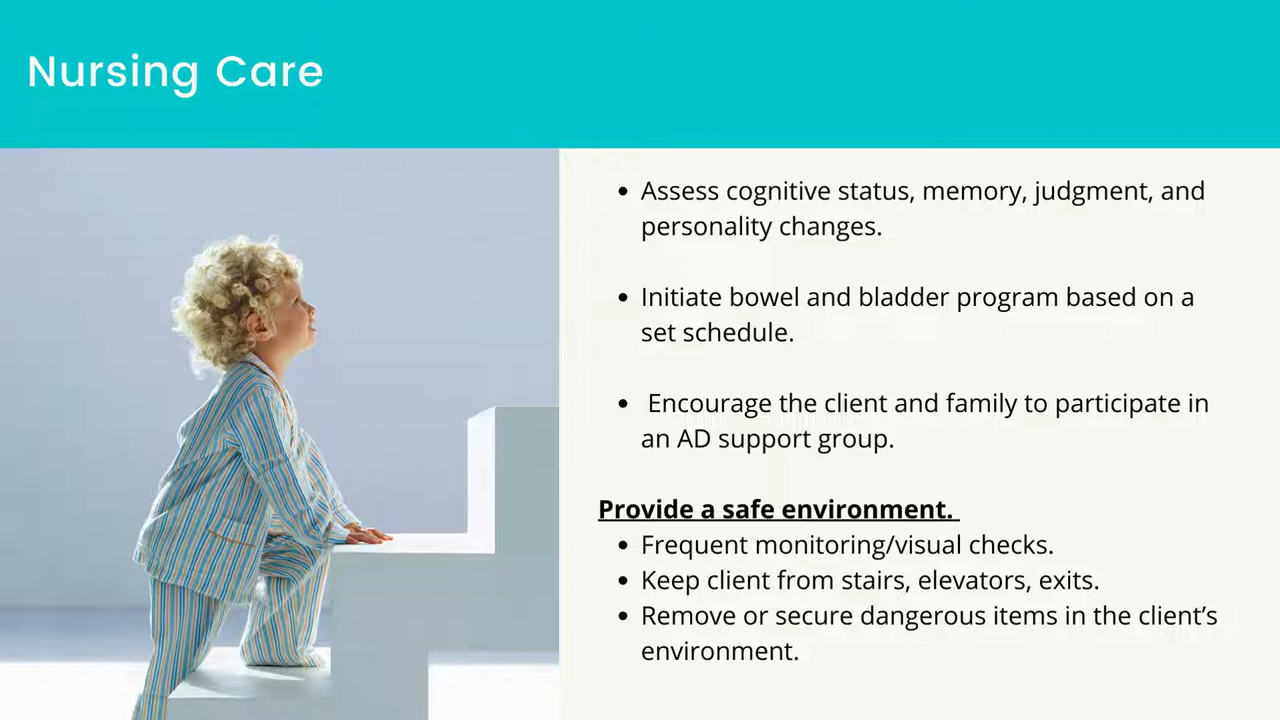 Nursing Care
• Assess cognitive status, memory, judgment, and
personality changes.
• Initiate bowel and bladder program based on a
set schedule.
• Encourage the client and family to participate in
an AD support group.
Provide a safe environment.
• Frequent monitoring/visual checks.
• Keep client from stairs, elevators, exits.
• Remove or secure dangerous items in the client’s
environment.